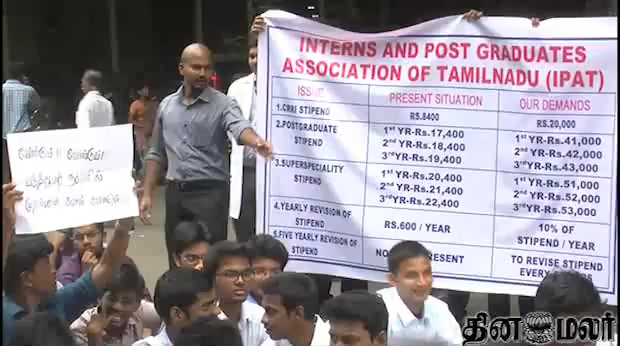 INTERNS AND POST GRADUATES
ASSOCIATION OF TAMILNADU (IPAT)
ISSUE PRESENT SITUATION OUR DEMANDS
1.CRRI STIPEND RS.8400 RS.20,000
2.POSTGRADUATE STIPEND 1st YR-Rs.17,400 1st YR-Rs.41,000
2nd YR-Rs.18,400 2nd YR-Rs.42,000
3rd YR-Rs.19,400 3rd YR-Rs.43,000
3.SUPERSPECIALITY STIPEND 1st YR-Rs.20,400 1st YR-Rs.51,000
2nd YR-Rs.21,400 2nd YR-Rs.52,000
3rd YR-Rs.22,400 3rd YR-Rs.53,000
4.YEARLY REVISION OF STIPEND RS.600 / YEAR 10% OF STIPEND / YEAR
5.FIVE YEARLY REVISION OF STIPEND PRESENT TO REVISE STIPEND
வேண்டும்!! வேண்டும்!
தினமலர்